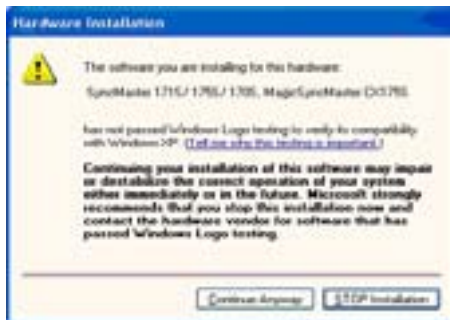 Hardware Installation
The software you are installing for this hardware:
SyncMaster 171S/ 175S/ 170S, MagicSyncMaster CX175S
has not passed Windows Logo testing to verify its compatibility
with Windows XP. (Tell me why this testing is important.)
Continuing your installation of this software may impair
or destabilize the correct operation of your system
either immediately or in the future. Microsoft strongly
recommends that you stop this installation now and
contact the hardware vendor for software that has
passed Windows Logo testing.
Continue Anyway
STOP Installation